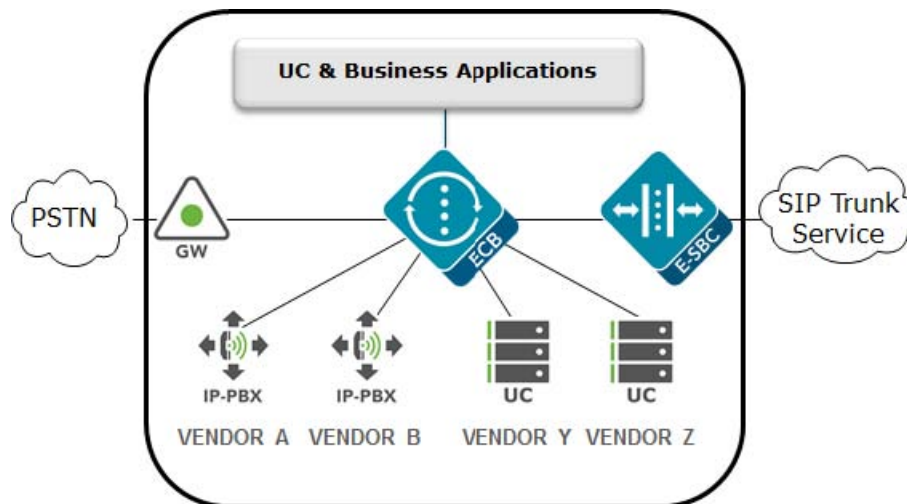 UC & Business Applications
PSTN
GW
ECB
E-SBC
SIP Trunk
Service
IP-PBX
IP-PBX
UC
UC
VENDOR A
VENDOR B
VENDOR Y
VENDOR Z